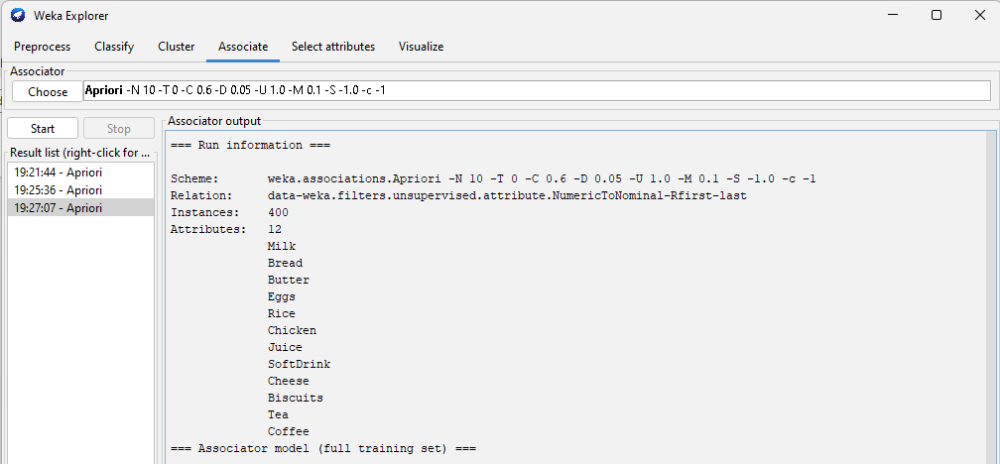 Weka Explorer
Preprocess Classify Cluster Associate Select attributes Visualize
Associator
Choose Apriori -N 10 -T 0 -C 0.6 -D 0.05 -U 1.0 -M 0.1 -S -1.0 -c -1
Start Stop
Result list (right-click for ...
19:21:44 - Apriori
19:25:36 - Apriori
19:27:07 - Apriori
Associator output
=== Run information ===
Scheme: weka.associations.Apriori -N 10 -T 0 -C 0.6 -D 0.05 -U 1.0 -M 0.1 -S -1.0 -c -1
Relation: data-weka.filters.unsupervised.attribute.NumericToNominal-Rfirst-last
Instances: 400
Attributes: 12
Milk
Bread
Butter
Eggs
Rice
Chicken
Juice
SoftDrink
Cheese
Biscuits
Tea
Coffee
=== Associator model (full training set) ===